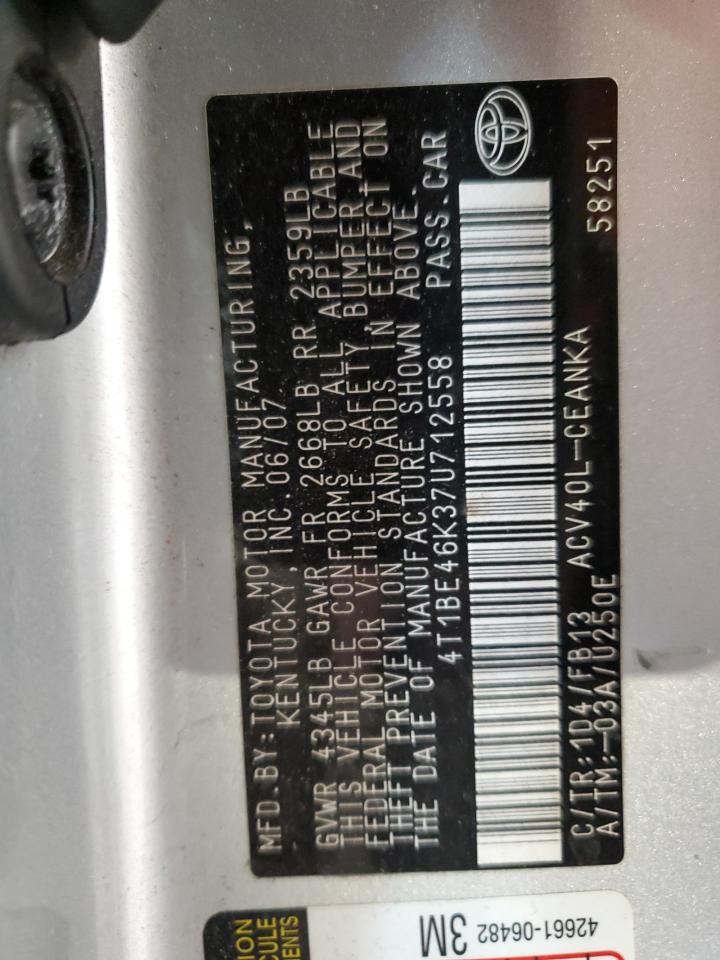 MFD.BY:TOYOTA MOTOR MANUFACTURING,
KENTUCKY, INC.06/07
GVWR 4345LB GAWR FR 2668LB RR 2359LB
THIS VEHICLE CONFORMS TO ALL APPLICABLE
FEDERAL MOTOR VEHICLE SAFETY, BUMPER, AND
THEFT PREVENTION STANDARDS IN EFFECT ON
THE DATE OF MANUFACTURE SHOWN ABOVE.
4T1BE46K37U712558 PASS.CAR
C/TR:1D4/FB13 ACV40L-CEANKA
A/TM:-03A/U250E 58251
42661-06482
3M